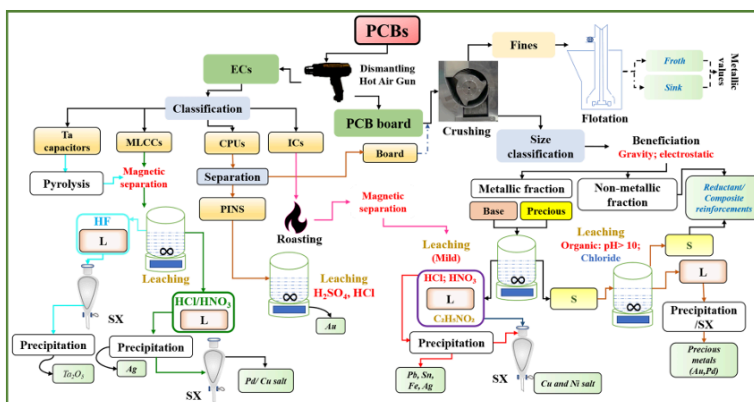 PCBs
ECs
Dismantling
Hot Air Gun
PCB board
Crushing
Fines
Flotation
Froth
Sink
Metallic
values
Classification
Ta
capacitors
MLCCs
CPUs
ICs
Pyrolysis
Magnetic
separation
Separation
Board
PINS
Roasting
Magnetic
separation
Size
classification
Beneficiation
Gravity; electrostatic
Metallic fraction
Base
Precious
Non-metallic
fraction
Reductant/
Composite
reinforcements
HF
L
∞
Leaching
HCl/HNO3
L
SX
Precipitation
Ta2O5
Precipitation
Ag
SX
Pd/ Cu salt
∞
Leaching
H2SO4, HCl
Au
Leaching
(Mild)
HCl; HNO3
L
C2H5NO2
∞
Precipitation
Pb, Sn,
Fe, Ag
SX
Cu and Ni salt
S
Leaching
Organic: pH> 10;
Chloride
∞
S
L
Precipitation
/SX
Precious
metals
(Au,Pd)